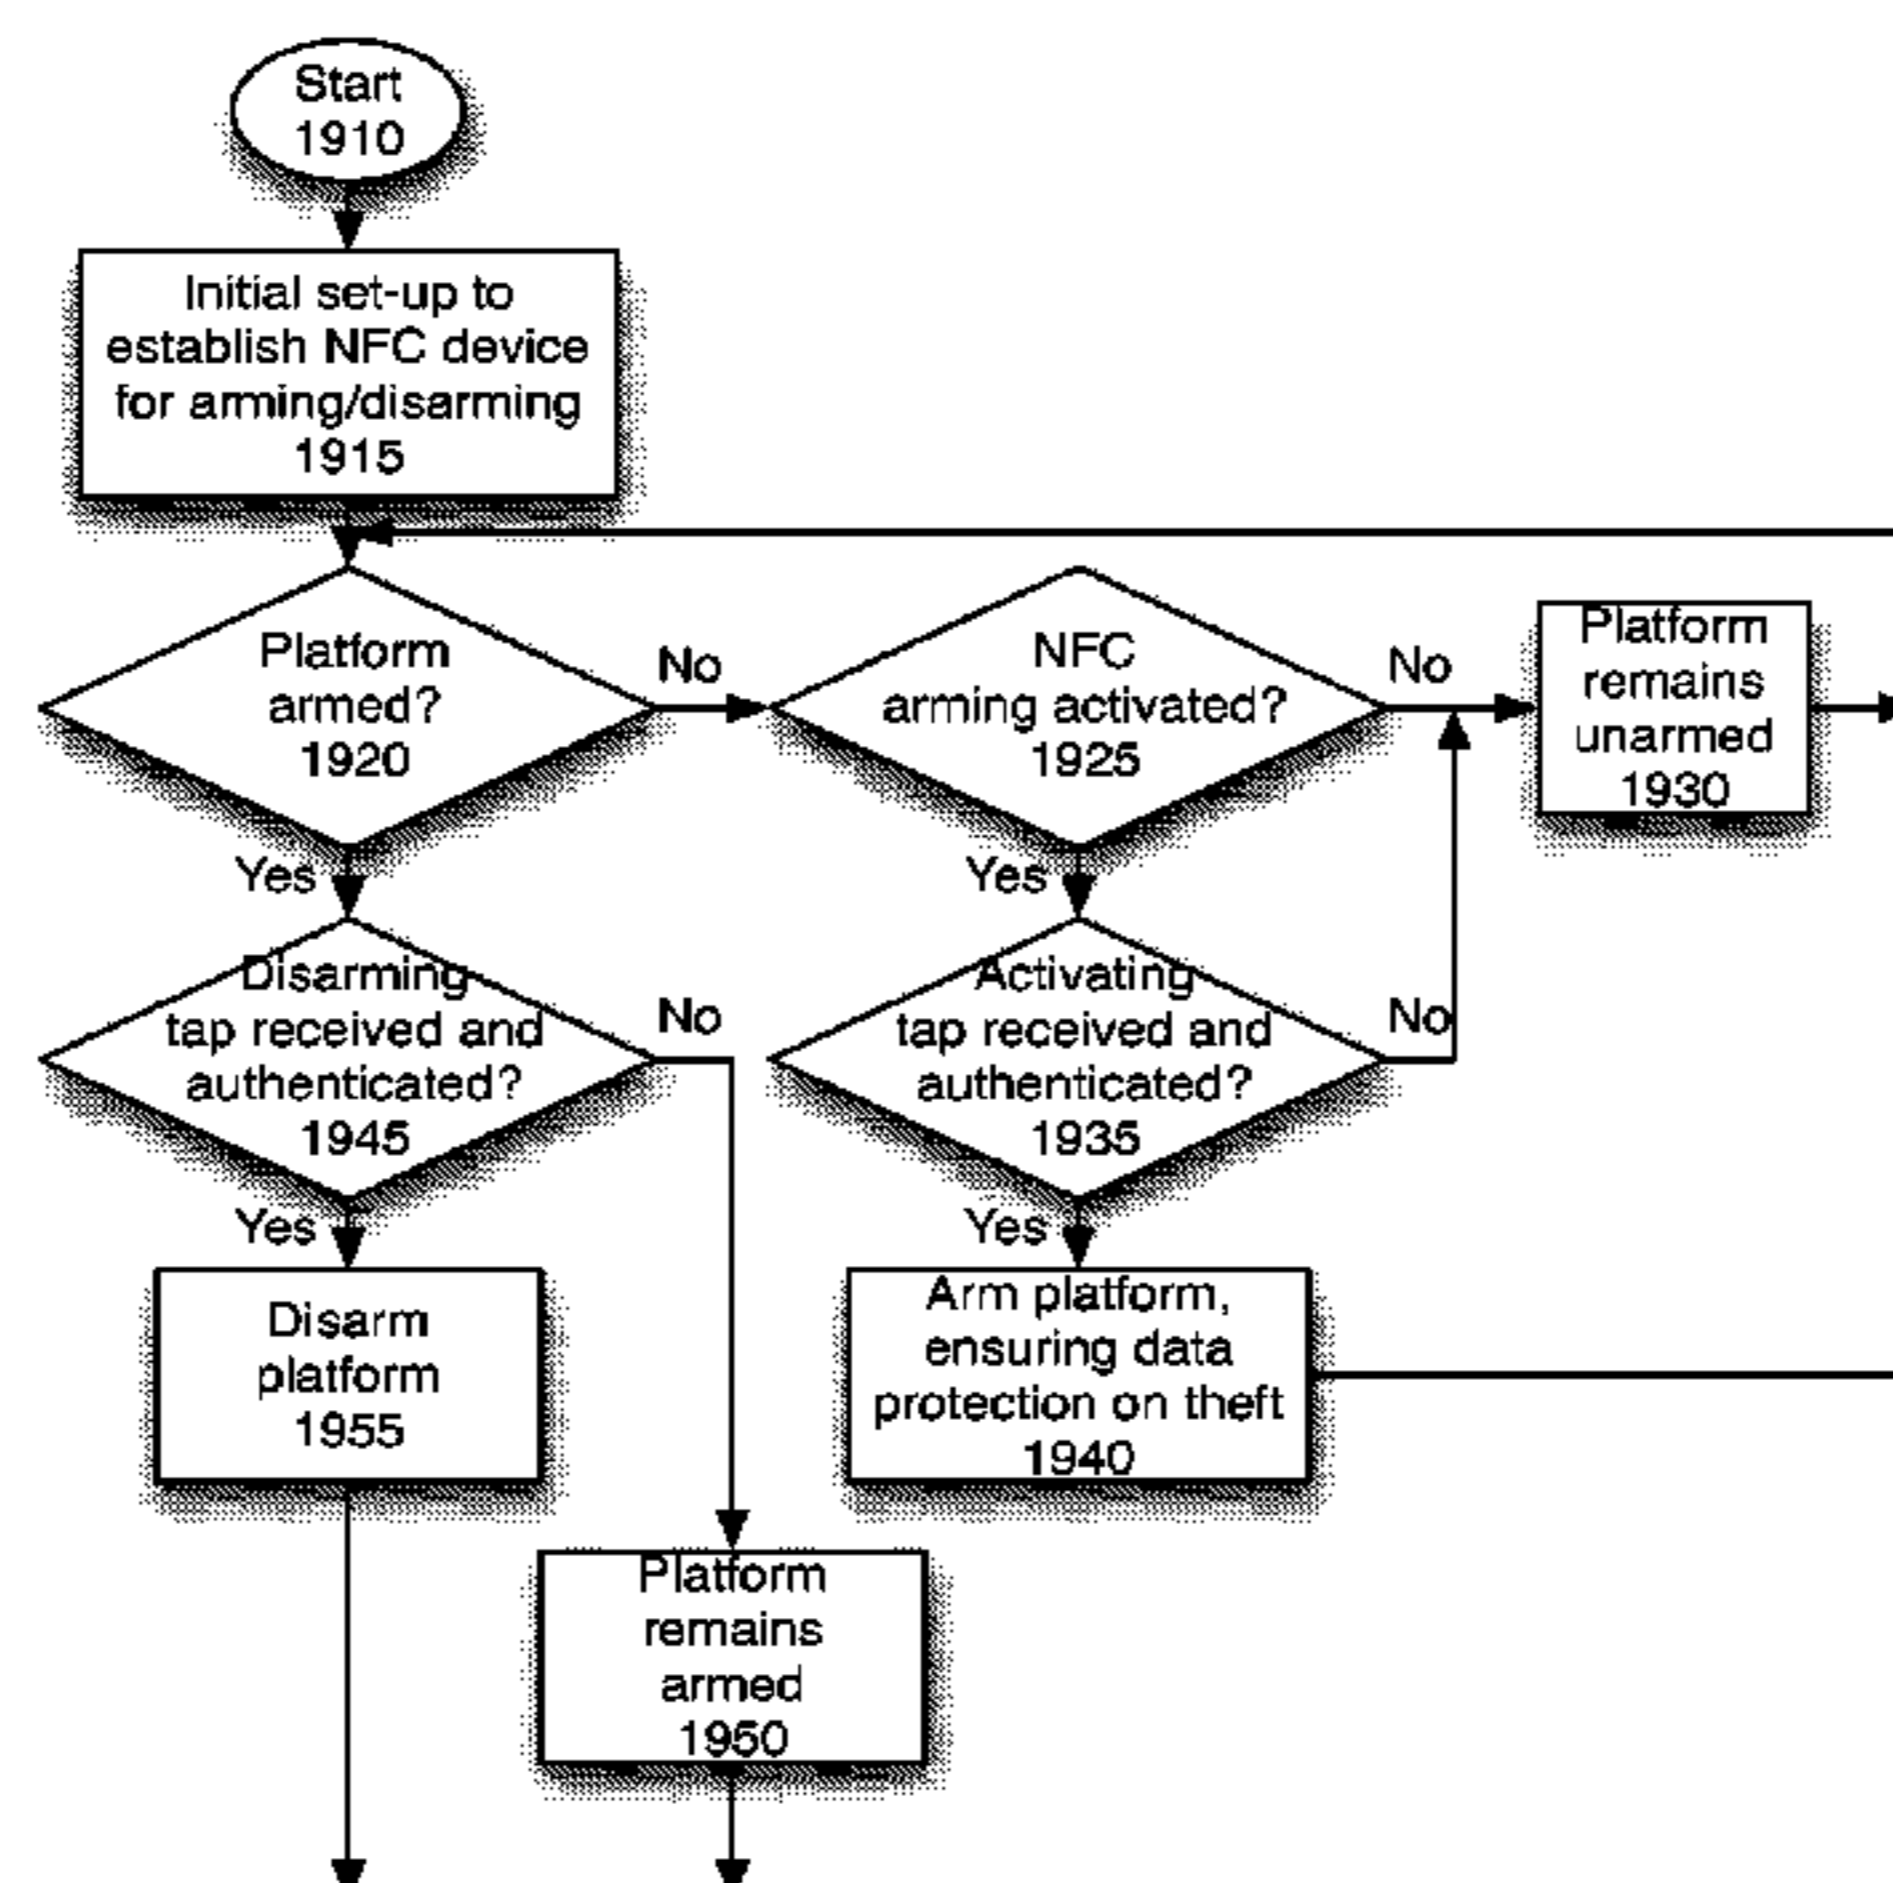 Start
1910
Initial set-up to
establish NFC device
for arming/disarming
1915
Platform
armed?
1920
No
NFC
arming activated?
1925
No
Platform
remains
unarmed
1930
Yes
Yes
Disarming
tap received and
authenticated?
1945
No
Activating
tap received and
authenticated?
1935
No
Yes
Yes
Disarm
platform
1955
Arm platform,
ensuring data
protection on theft
1940
Platform
remains
armed
1950